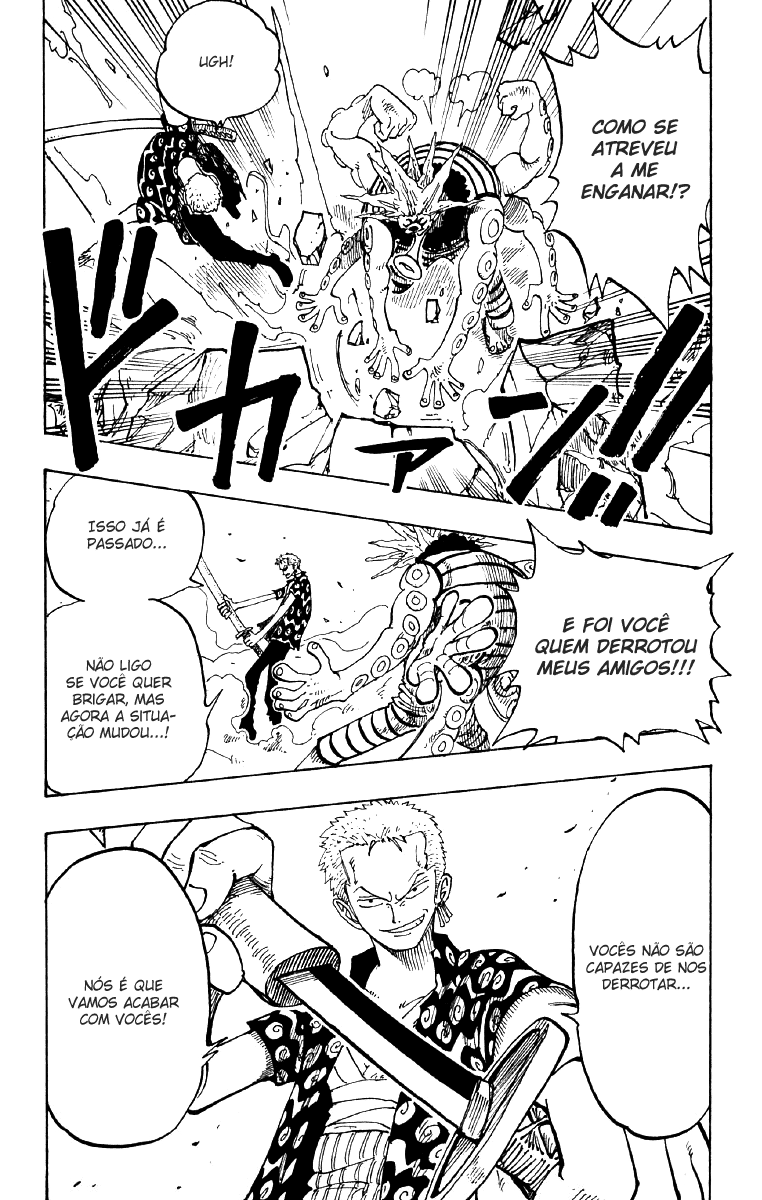 COMO SE
ATREVEU
A ME
ENGANAR!?
UGH!
ドカァン!!!
E FOI VOCÊ
QUEM DERROTOU
MEUS AMIGOS!!!
ISSO JÁ É
PASSADO...
NÃO LIGO
SE VOCÊ QUER
BRIGAR, MAS
AGORA A SITUA-
ÇÃO MUDOU...!
VOCÊS NÃO SÃO
CAPAZES DE NOS
DERROTAR...
NÓS É QUE
VAMOS ACABAR
COM VOCÊS!